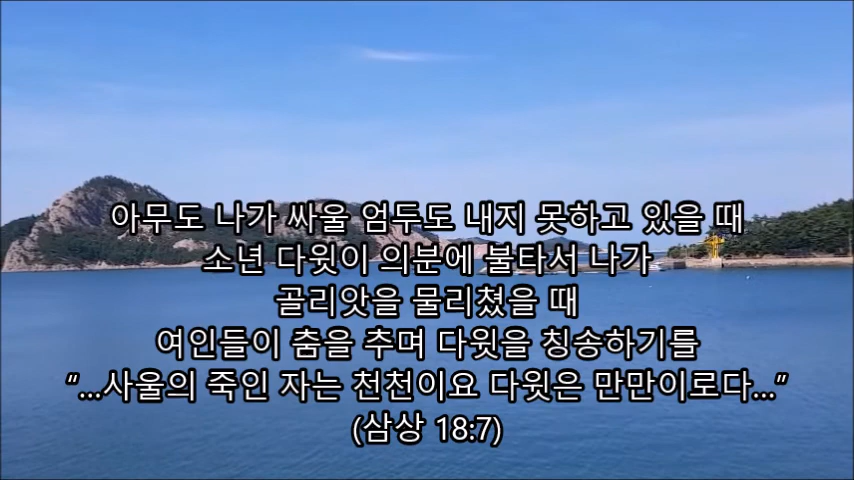 아무도 나가 싸울 엄두도 내지 못하고 있을 때
소년 다윗이 의분에 불타서 나가
골리앗을 물리쳤을 때
여인들이 춤을 추며 다윗을 칭송하기를
“...사울의 죽인 자는 천천이요 다윗은 만만이로다...”
(삼상 18:7)